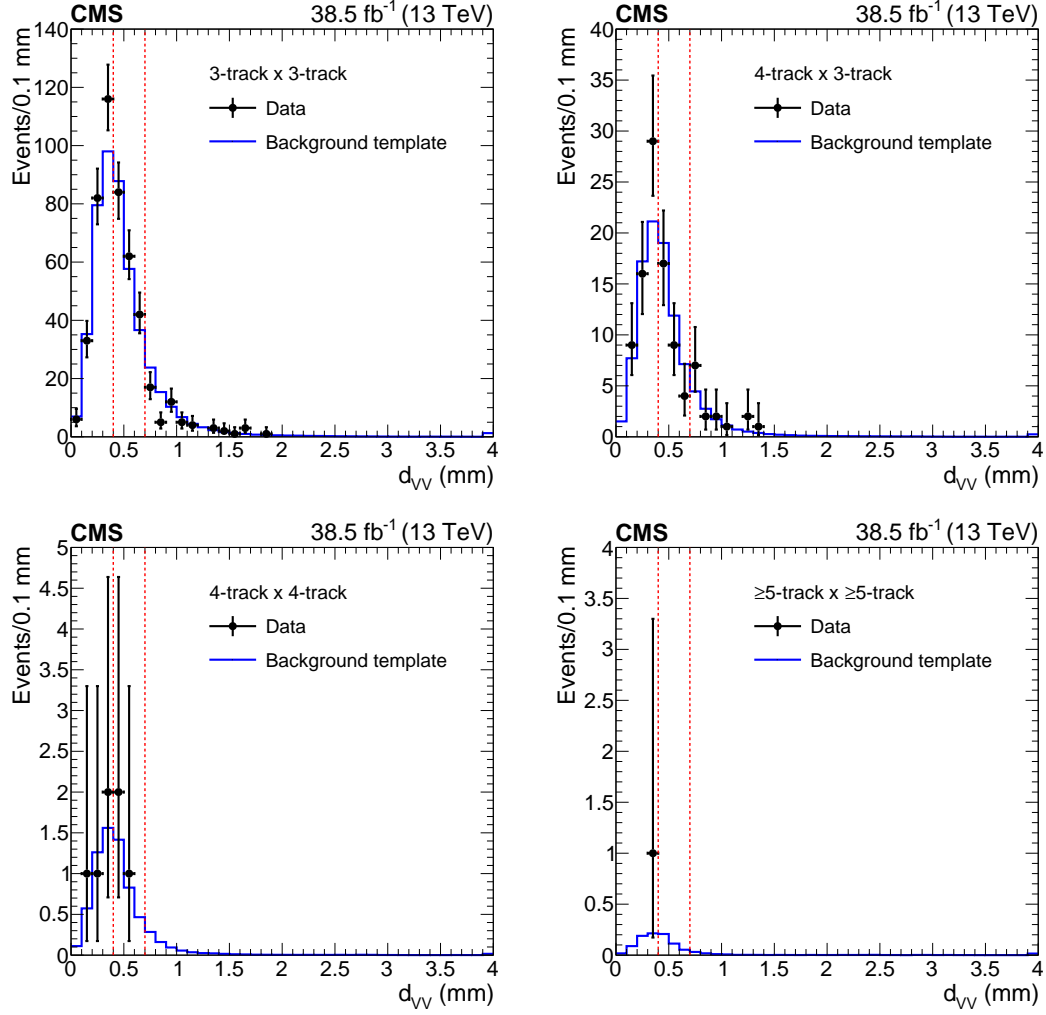 CMS 38.5 fb⁻¹ (13 TeV)
Events/0.1 mm
140
120
100
80
60
40
20
0
3-track x 3-track
Data
Background template
0 0.5 1 1.5 2 2.5 3 3.5 4
d_VV (mm)
CMS 38.5 fb⁻¹ (13 TeV)
Events/0.1 mm
40
35
30
25
20
15
10
5
0
4-track x 3-track
Data
Background template
0 0.5 1 1.5 2 2.5 3 3.5 4
d_VV (mm)
CMS 38.5 fb⁻¹ (13 TeV)
Events/0.1 mm
5
4.5
4
3.5
3
2.5
2
1.5
1
0.5
0
4-track x 4-track
Data
Background template
0 0.5 1 1.5 2 2.5 3 3.5 4
d_VV (mm)
CMS 38.5 fb⁻¹ (13 TeV)
Events/0.1 mm
4
3.5
3
2.5
2
1.5
1
0.5
0
≥5-track x ≥5-track
Data
Background template
0 0.5 1 1.5 2 2.5 3 3.5 4
d_VV (mm)